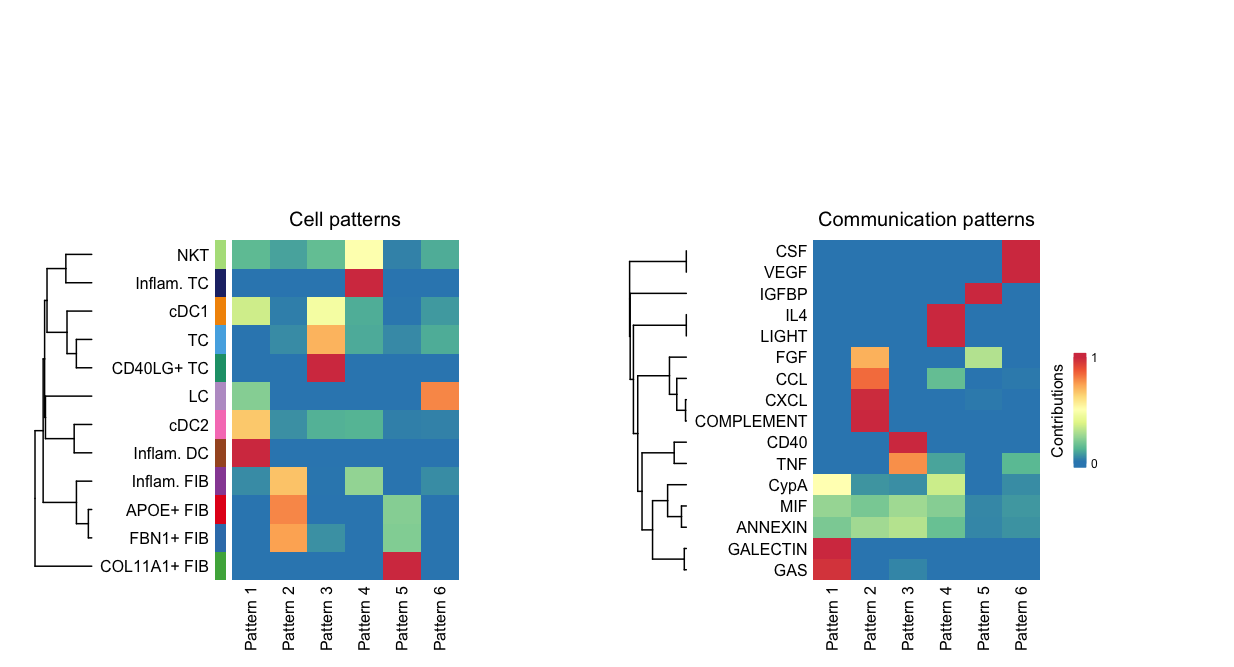 Cell patterns
NKT
Inflam. TC
cDC1
TC
CD40LG+ TC
LC
cDC2
Inflam. DC
Inflam. FIB
APOE+ FIB
FBN1+ FIB
COL11A1+ FIB
Pattern 1
Pattern 2
Pattern 3
Pattern 4
Pattern 5
Pattern 6
Communication patterns
CSF
VEGF
IGFBP
IL4
LIGHT
FGF
CCL
CXCL
COMPLEMENT
CD40
TNF
CypA
MIF
ANNEXIN
GALECTIN
GAS
Pattern 1
Pattern 2
Pattern 3
Pattern 4
Pattern 5
Pattern 6
Contributions
1
0